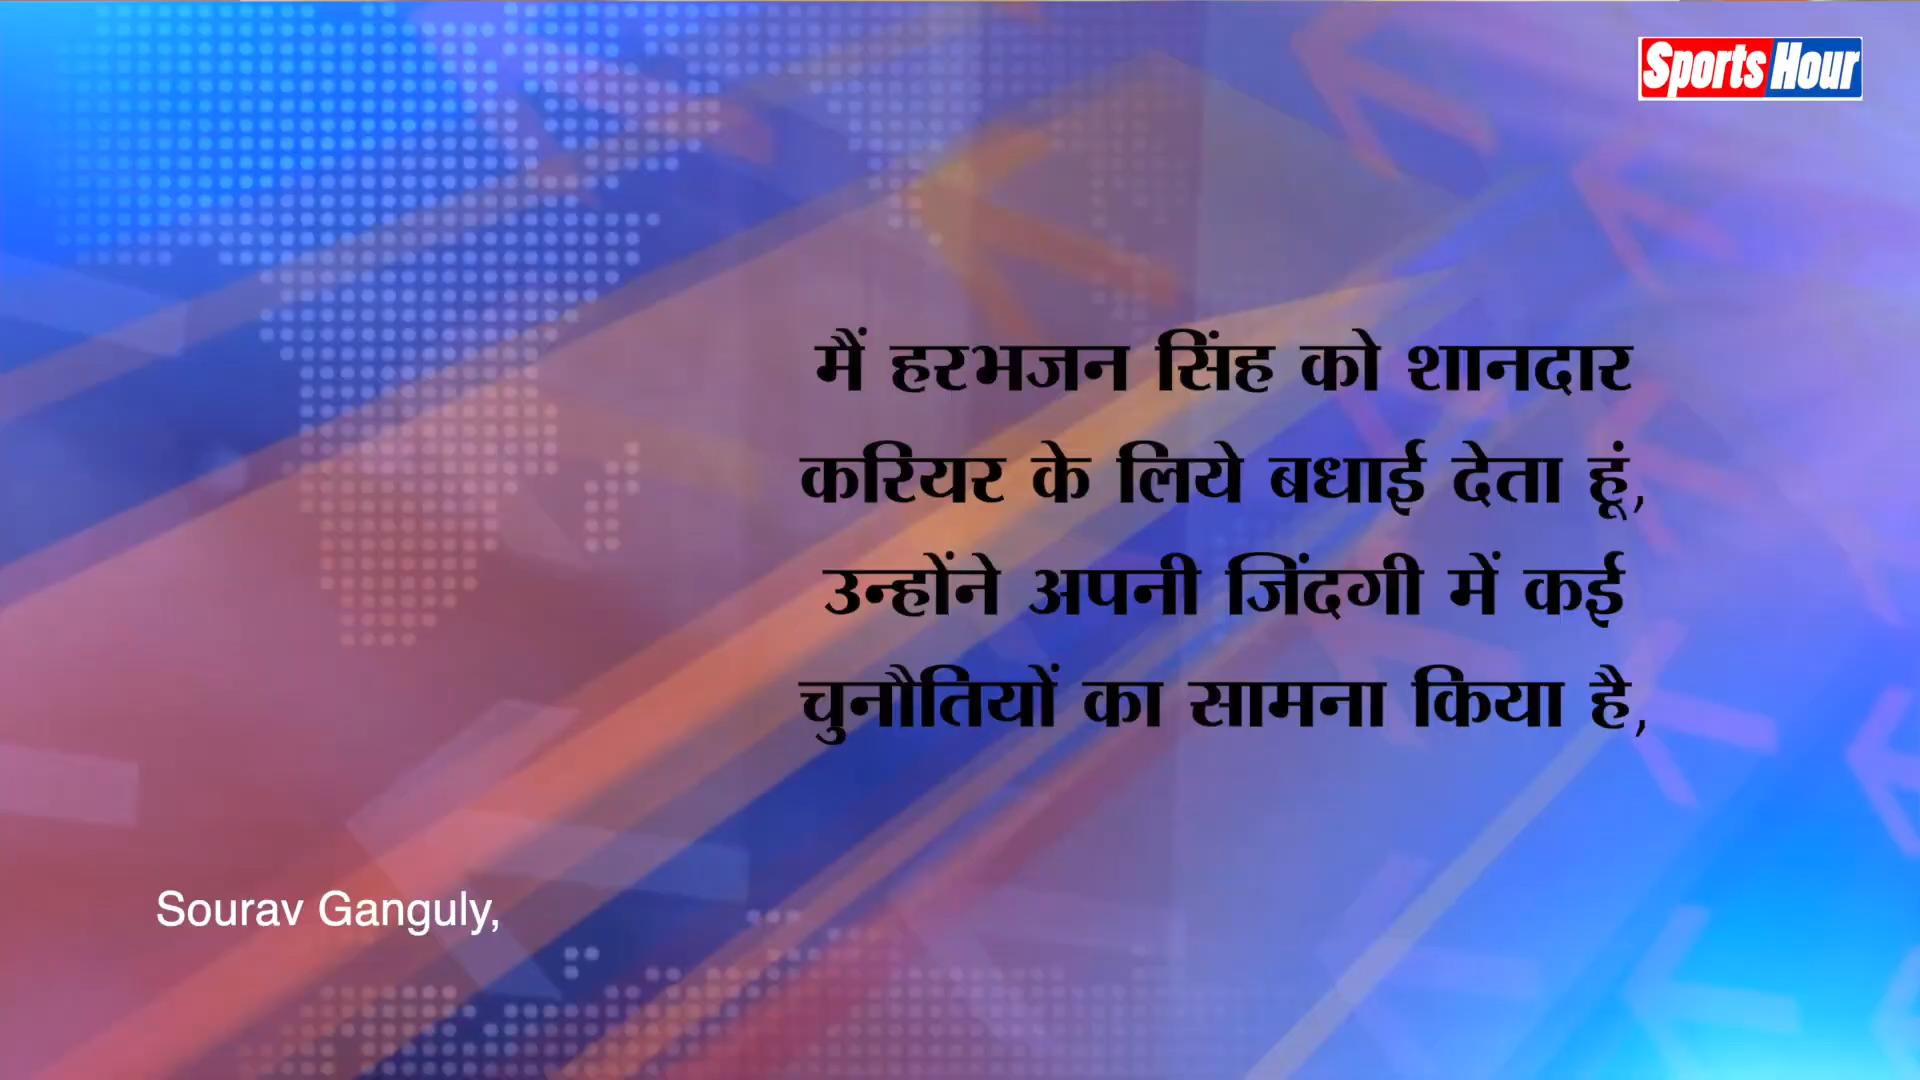 Sports Hour
मैं हरभजन सिंह को शानदार
करियर के लिये बधाई देता हूं,
उन्होंने अपनी जिंदगी में कई
चुनौतियों का सामना किया है,
Sourav Ganguly,